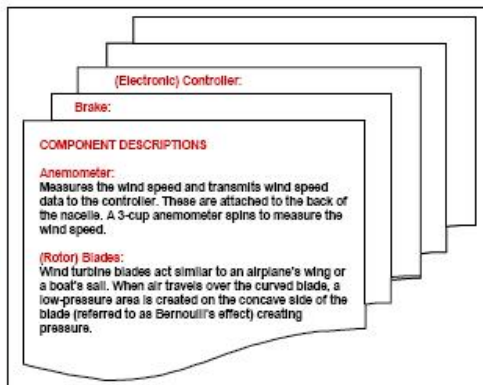 (Electronic) Controller:
Brake:
COMPONENT DESCRIPTIONS
Anemometer:
Measures the wind speed and transmits wind speed
data to the controller. These are attached to the back of
the nacelle. A 3-cup anemometer spins to measure the
wind speed.
(Rotor) Blades:
Wind turbine blades act similar to an airplane's wing or
a boat's sail. When air travels over the curved blade, a
low-pressure area is created on the concave side of the
blade (referred to as Bernoulli's effect) creating
pressure.